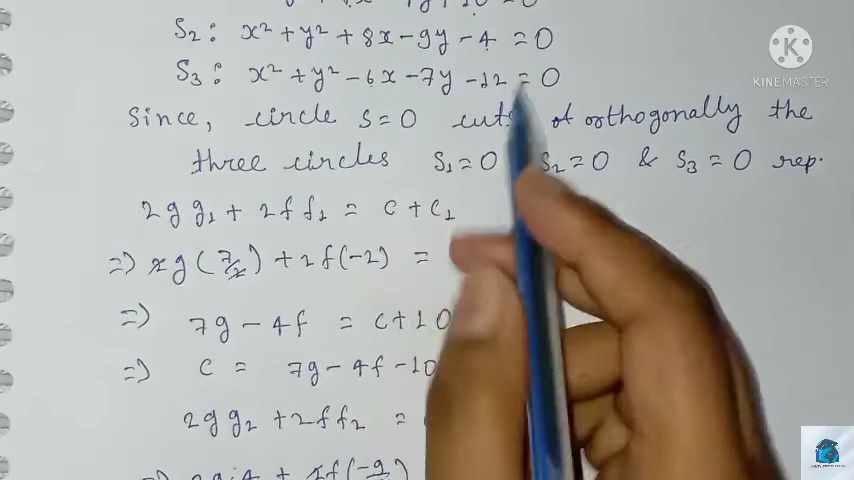 S2: x² + y² + 8x - 9y - 4 = 0
S3: x² + y² - 6x - 7y - 12 = 0
KINEMASTER
Since, circle S=0 cuts orthogonally the
three circles S1=0 S2=0 & S3=0 rep.
2gg1 + 2ff1 = c+c1
=) 2g(7/2) + 2f(-2) =
=) 7g-4f = c+10
=) c = 7g-4f-10
2gg2 + 2ff2 =